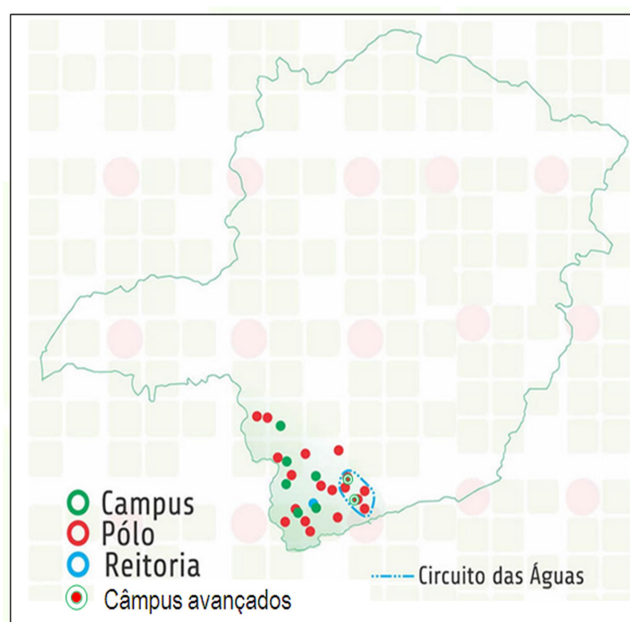 Campus
Pólo
Reitoria
Câmpus avançados
Circuito das Águas